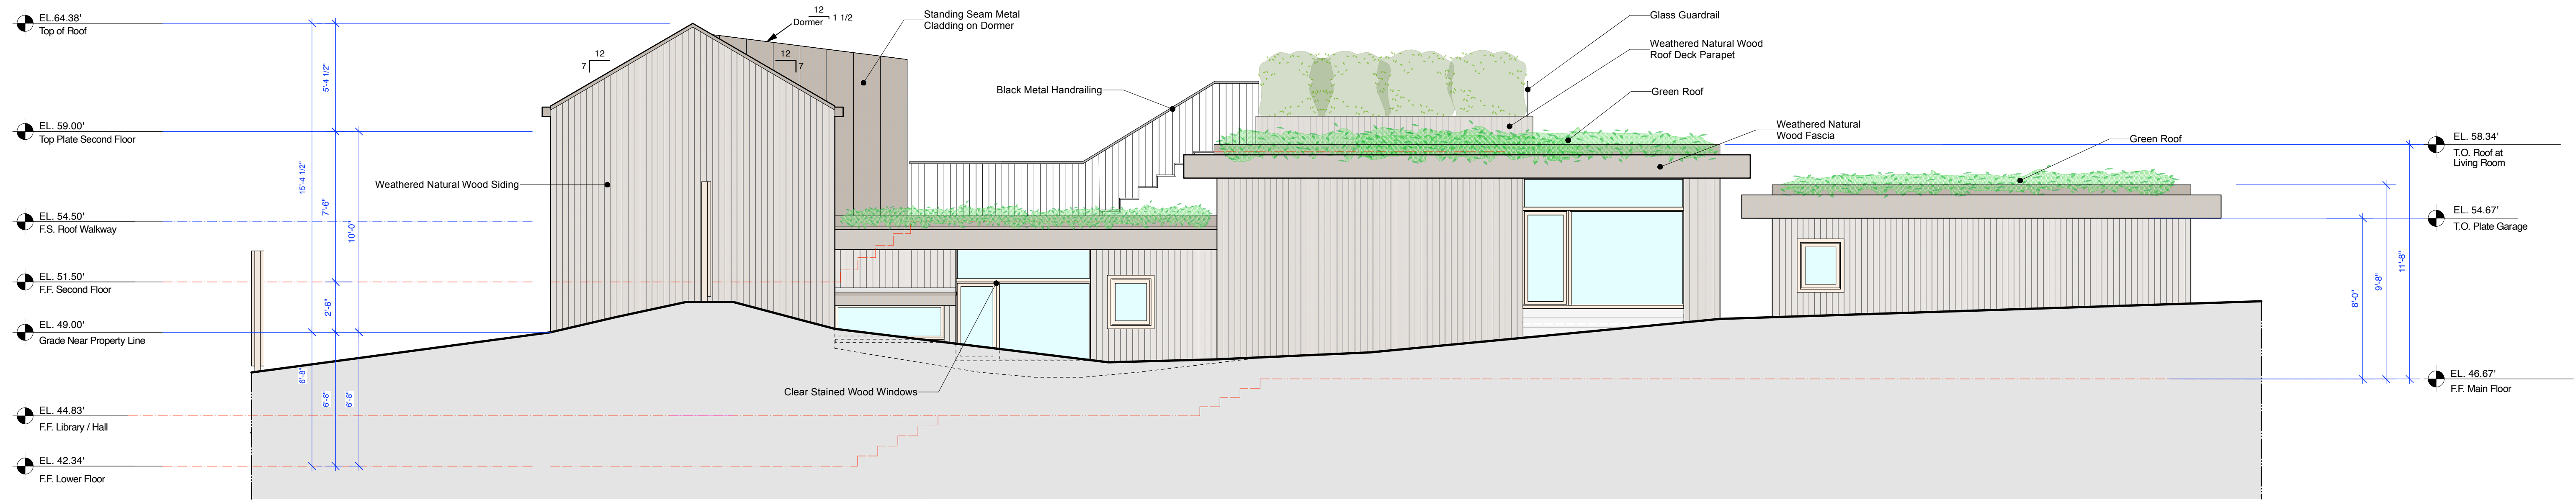 EL.64.38'
Top of Roof
EL. 59.00'
Top Plate Second Floor
EL. 54.50'
F.S. Roof Walkway
EL. 51.50'
F.F. Second Floor
EL. 49.00'
Grade Near Property Line
EL. 44.83'
F.F. Library / Hall
EL. 42.34'
F.F. Lower Floor
15'-4 1/2"
6'-8"
5'-4 1/2"
7'-6"
2'-6"
6'-8"
10'-0"
6'-8"
12
7
12
7
12
1 1/2
Dormer
Standing Seam Metal
Cladding on Dormer
Weathered Natural Wood Siding
Black Metal Handrailing
Clear Stained Wood Windows
Glass Guardrail
Weathered Natural Wood
Roof Deck Parapet
Green Roof
Weathered Natural
Wood Fascia
Green Roof
8'-0"
9'-8"
11'-8"
EL. 58.34'
T.O. Roof at
Living Room
EL. 54.67'
T.O. Plate Garage
EL. 46.67'
F.F. Main Floor